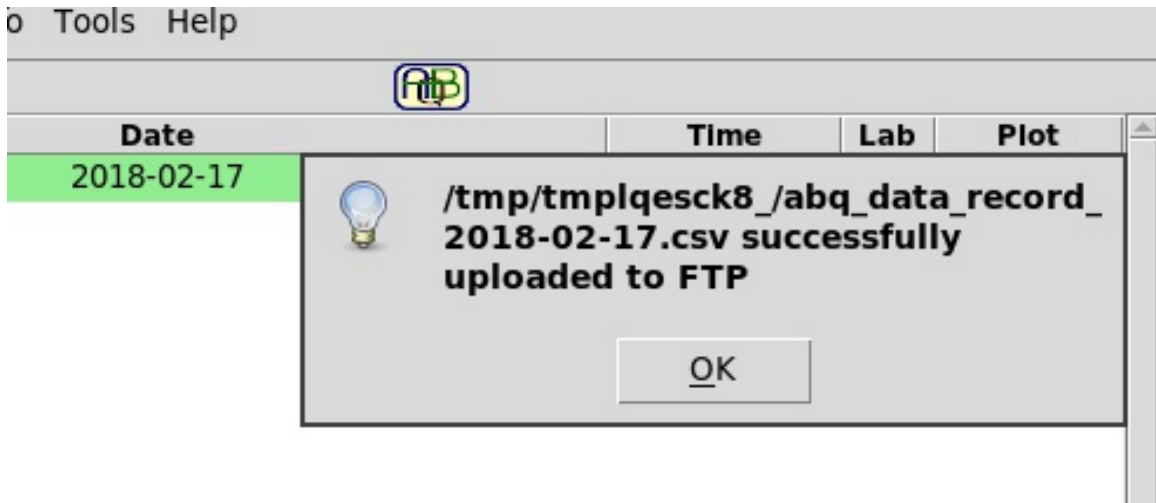 Tools Help
ABQ
Date Time Lab Plot
2018-02-17
/tmp/tmplqesck8_/abq_data_record_
2018-02-17.csv successfully
uploaded to FTP
OK